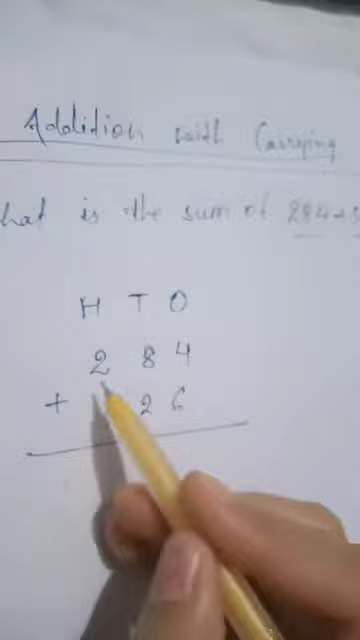 Addition with Carrying
hat is the sum of 284+
H T O
2 8 4
+ 2 6